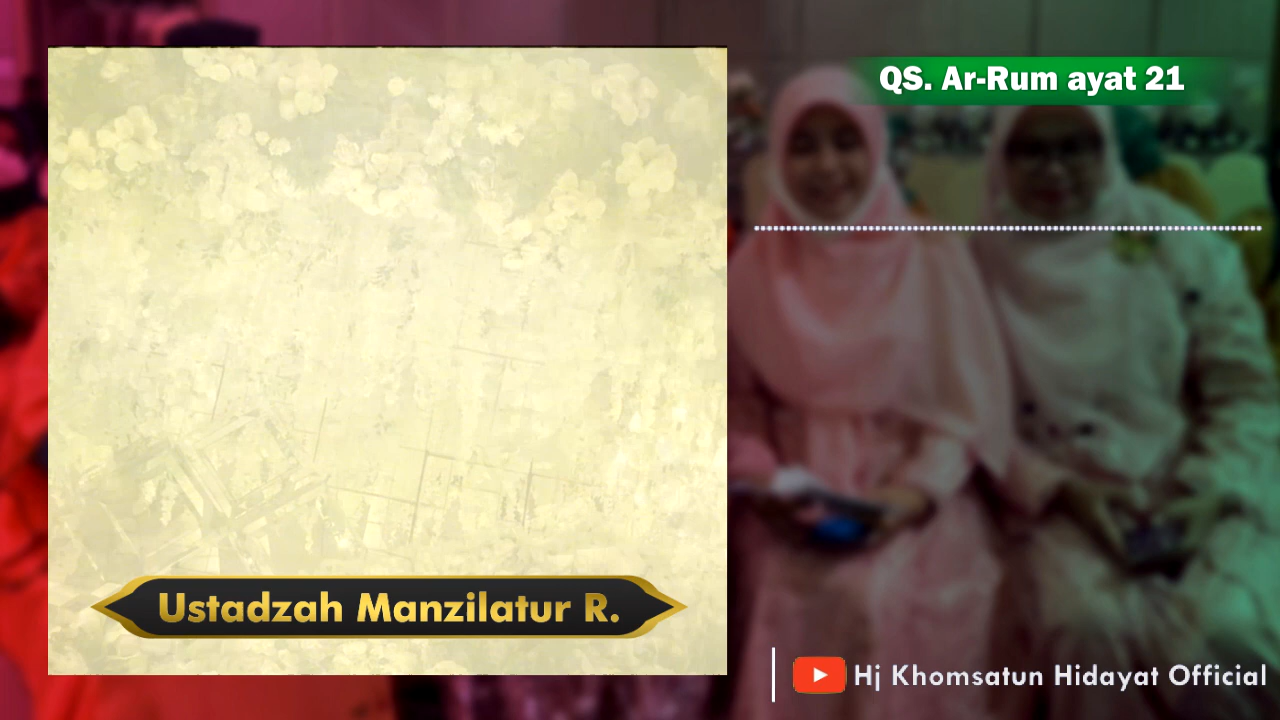 QS. Ar-Rum ayat 21
Ustadzah Manzilatur R.
Hj Khomsatun Hidayat Official